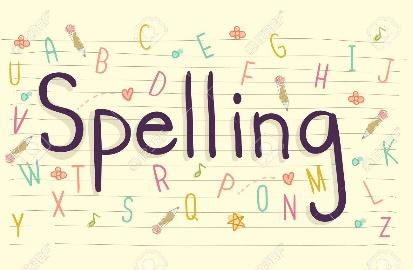 C E G I
U A B F H J
D
Spelling
V K
W T R P O M L
X S Q N
Y Z